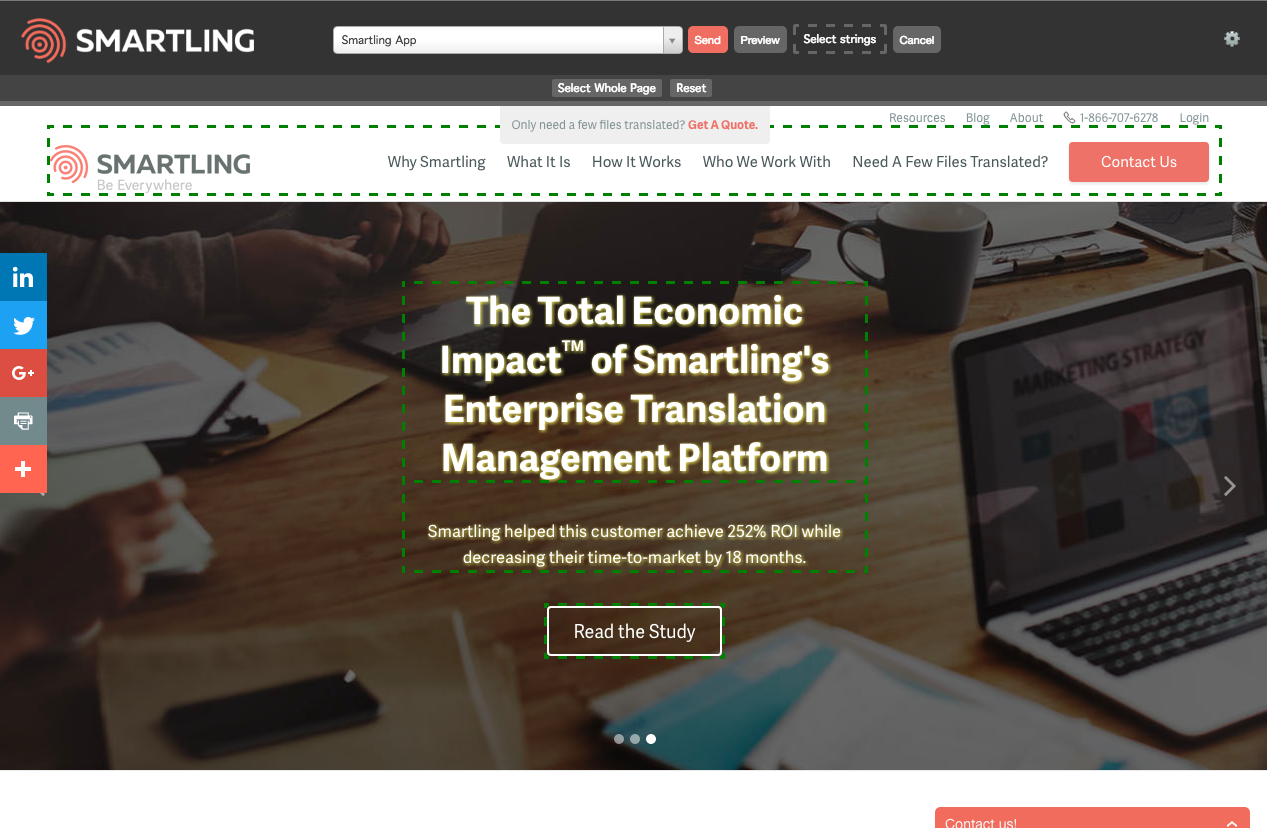 SMARTLING
Smartling App
Send
Preview
Select strings
Cancel
Select Whole Page
Reset
Only need a few files translated? Get A Quote.
Resources
Blog
About
1-866-707-6278
Login
SMARTLING
Be Everywhere
Why Smartling
What It Is
How It Works
Who We Work With
Need A Few Files Translated?
Contact Us
in
G+
The Total Economic
Impact™ of Smartling's
Enterprise Translation
Management Platform
MARKETING STRATEGY
Smartling helped this customer achieve 252% ROI while
decreasing their time-to-market by 18 months.
Read the Study
Contact us!